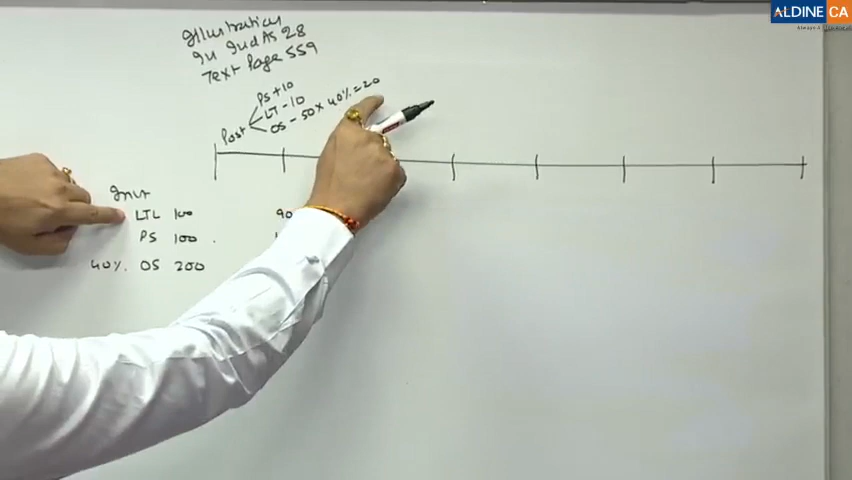 ALDINE CA
Illustration
In Ind AS 28
Text Page 559
PS + 10
LT - 10
Post OS - 50 x 40% = 20
Invt
LTL 100 90
PS 100
40% OS 200